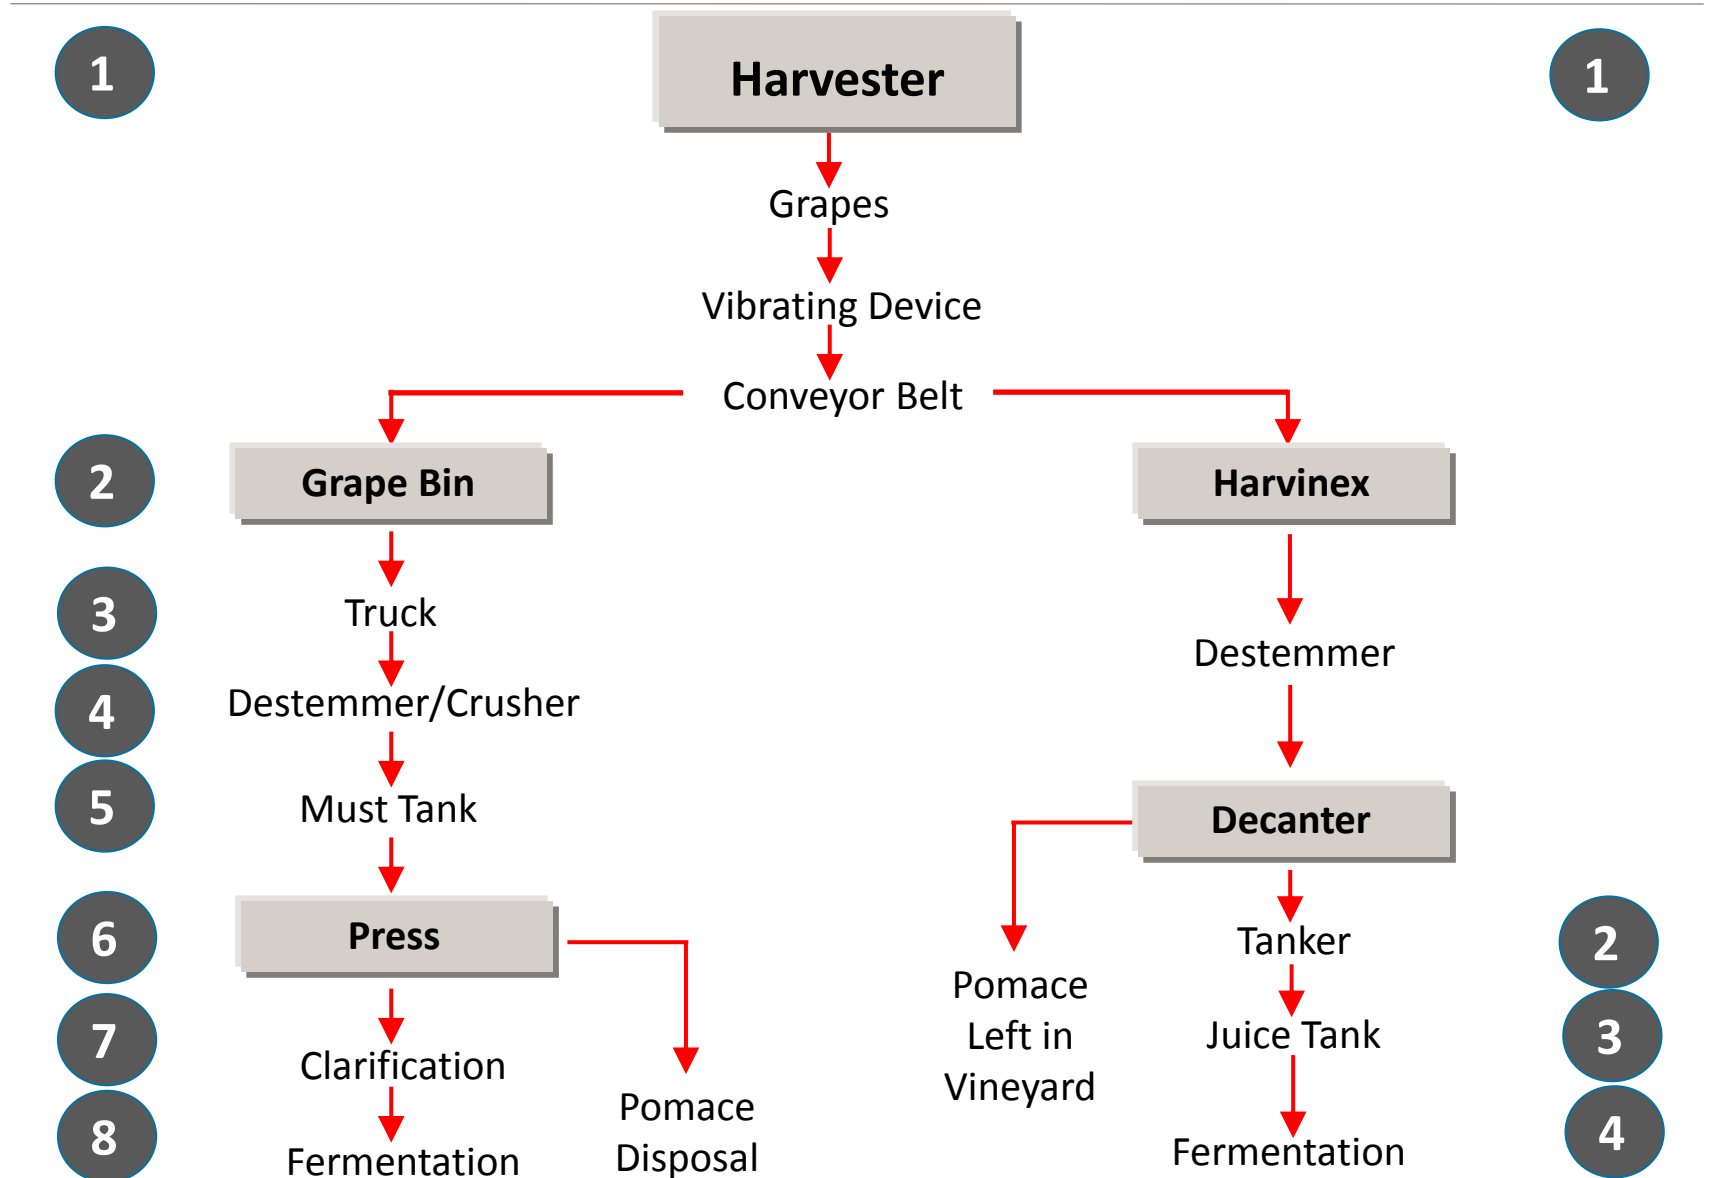 1
Harvester
1
Grapes
Vibrating Device
Conveyor Belt
2
Grape Bin
Harvinex
3
Truck
Destemmer
4
Destemmer/Crusher
5
Must Tank
Decanter
6
Press
Tanker
2
Pomace
Left in
Vineyard
7
Clarification
Juice Tank
3
Pomace
Disposal
8
Fermentation
Fermentation
4